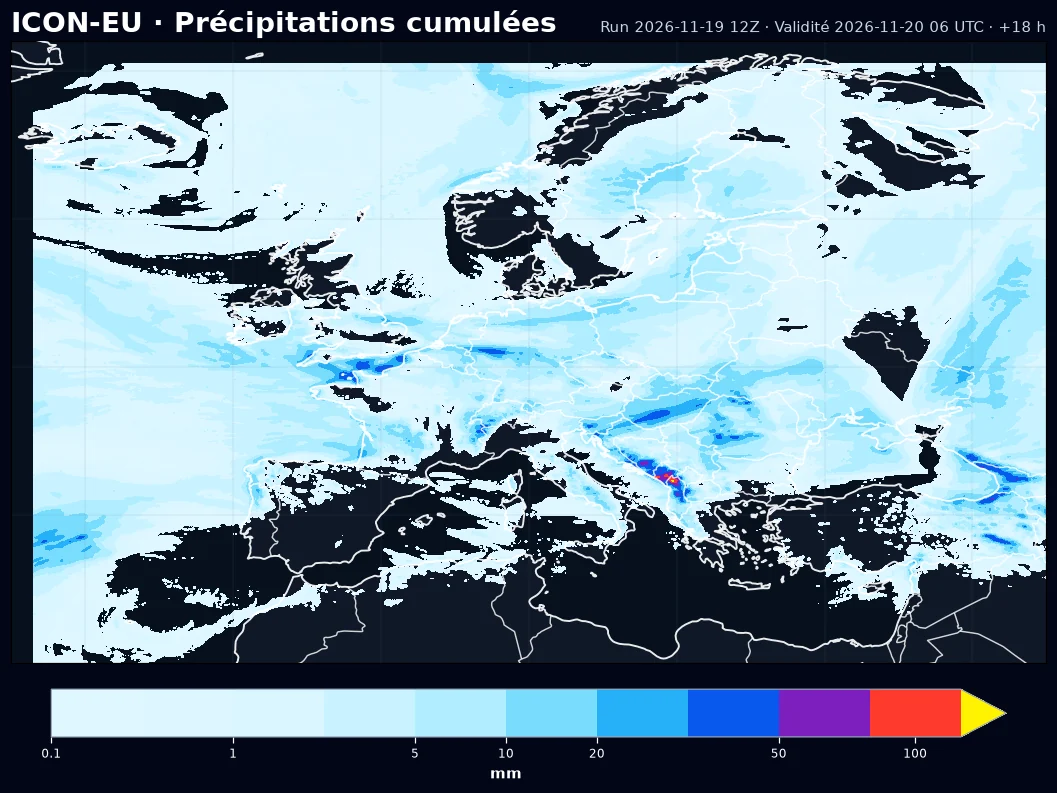 ICON-EU · Précipitations cumulées
Run 2026-11-19 12Z · Validité 2026-11-20 06 UTC · +18 h
0.1 1 5 10 20 50 100
mm